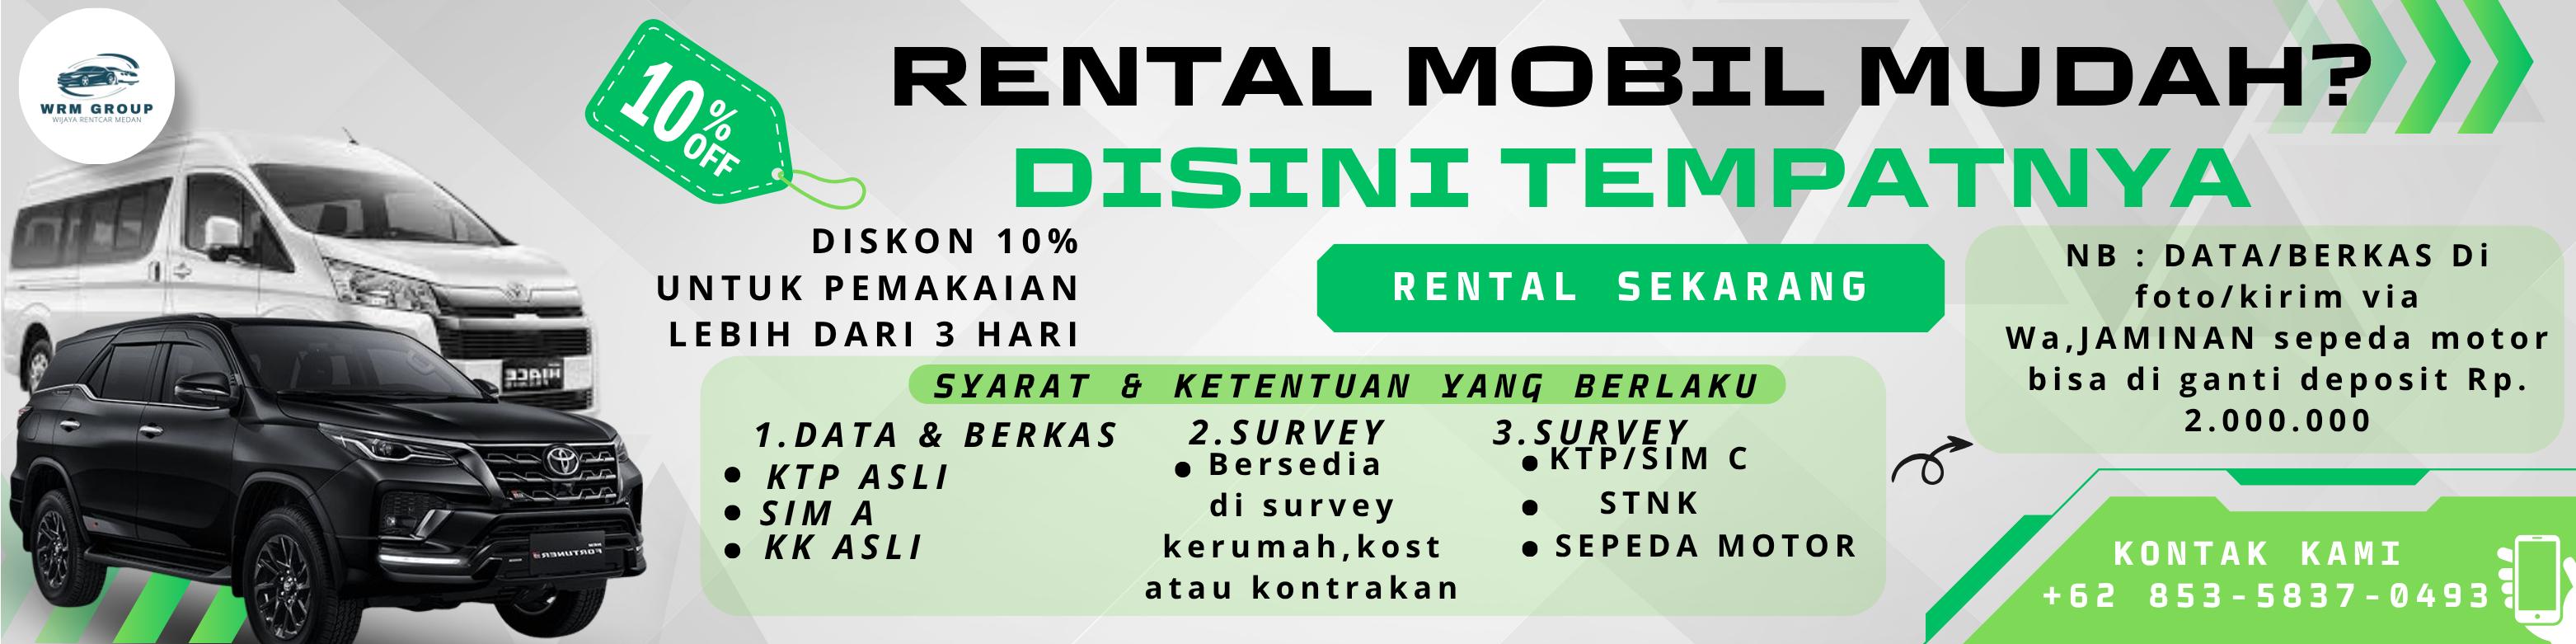 WRM GROUP
WIJAYA RENTCAR MEDAN
10% OFF
RENTAL MOBIL MUDAH?
DISINI TEMPATNYA
DISKON 10%
UNTUK PEMAKAIAN
LEBIH DARI 3 HARI
RENTAL SEKARANG
NB : DATA/BERKAS Di
foto/kirim via
Wa,JAMINAN sepeda motor
bisa di ganti deposit Rp.
2.000.000
SYARAT & KETENTUAN YANG BERLAKU
1.DATA & BERKAS
• KTP ASLI
• SIM A
• KK ASLI
2.SURVEY
• Bersedia
di survey
kerumah,kost
atau kontrakan
3.SURVEY
• KTP/SIM C
• STNK
• SEPEDA MOTOR
KONTAK KAMI
+62 853-5837-0493
HIACE
FORTUNER